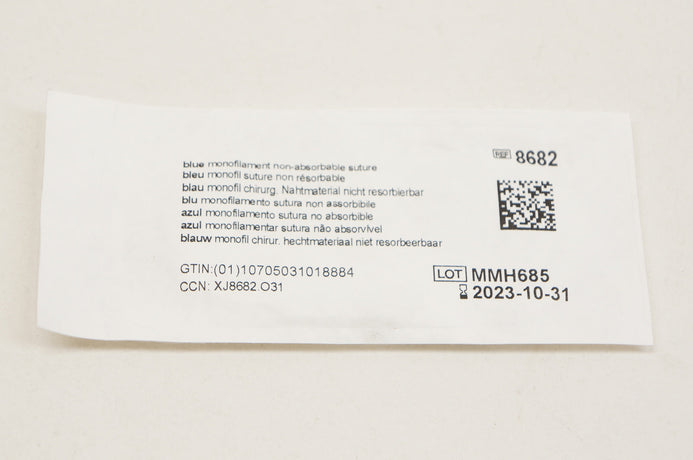 REF 8682
blue monofilament non-absorbable suture
bleu monofil suture non résorbable
blau monofil chirurg. Nahtmaterial nicht resorbierbar
blu monofilamento sutura non assorbibile
azul monofilamento sutura no absorbible
azul monofilamentar sutura não absorvível
blauw monofil chirur. hechtmateriaal niet resorbeerbaar
GTIN:(01)10705031018884
CCN: XJ8682.O31
LOT MMH685
2023-10-31